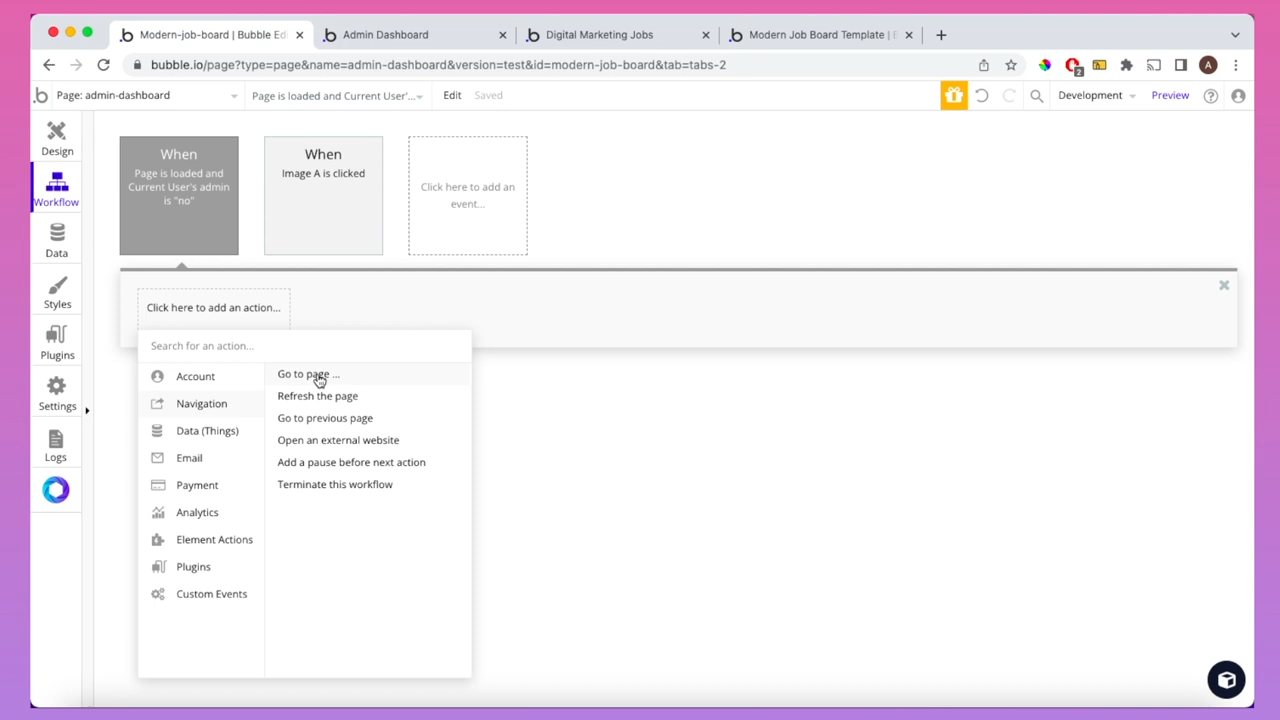 Modern-job-board | Bubble Edi
Admin Dashboard
Digital Marketing Jobs
Modern Job Board Template | B
bubble.io/page?type=page&name=admin-dashboard&version=test&id=modern-job-board&tab=tabs-2
2
A
Page: admin-dashboard
Page is loaded and Current User'...
Edit
Saved
Development
Preview
Design
Workflow
Data
Styles
Plugins
Settings
Logs
When
Page is loaded and
Current User's admin
is "no"
When
Image A is clicked
Click here to add an
event...
Click here to add an action...
Search for an action...
Account
Navigation
Data (Things)
Email
Payment
Analytics
Element Actions
Plugins
Custom Events
Go to page ...
Refresh the page
Go to previous page
Open an external website
Add a pause before next action
Terminate this workflow